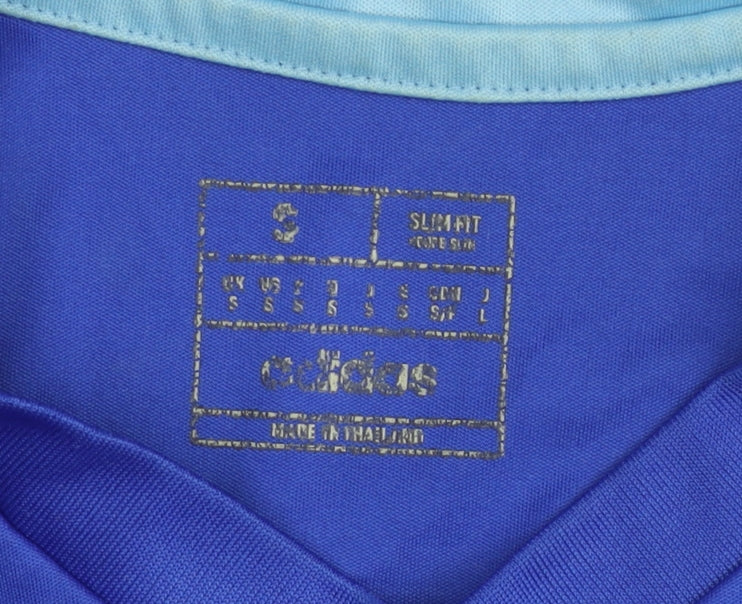 S
SLIM FIT
COUPE SLIM
UK US E D J S CDN J
S S S S S S S/P L
adidas
MADE IN THAILAND